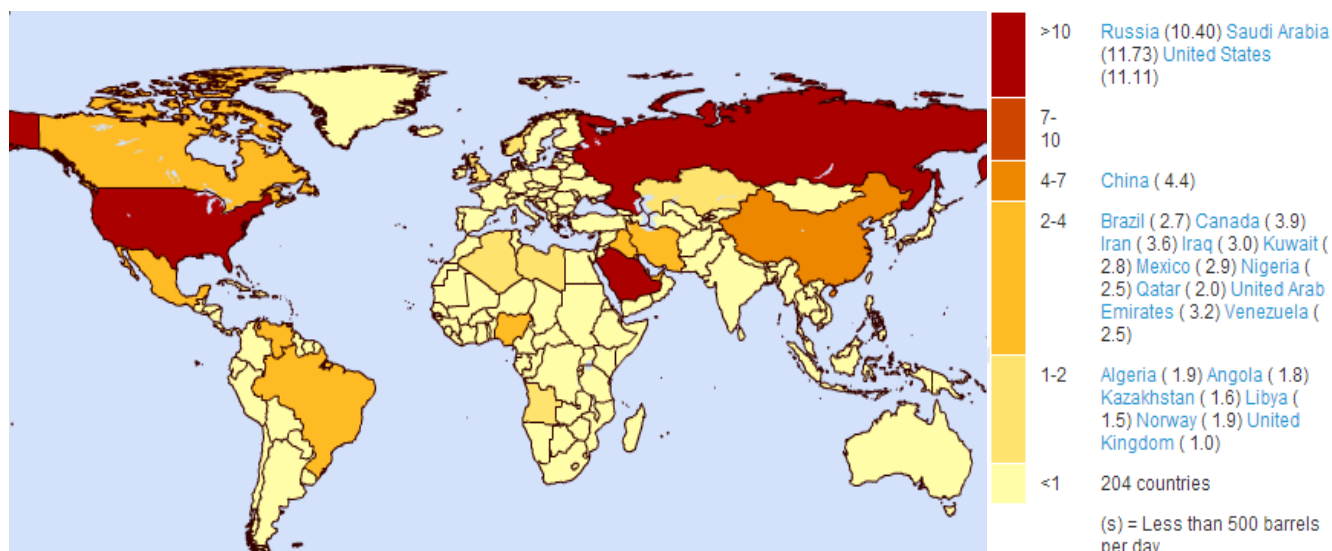 >10 Russia (10.40) Saudi Arabia
(11.73) United States
(11.11)
7-
10
4-7 China ( 4.4)
2-4 Brazil ( 2.7) Canada ( 3.9)
Iran ( 3.6) Iraq ( 3.0) Kuwait (
2.8) Mexico ( 2.9) Nigeria (
2.5) Qatar ( 2.0) United Arab
Emirates ( 3.2) Venezuela (
2.5)
1-2 Algeria ( 1.9) Angola ( 1.8)
Kazakhstan ( 1.6) Libya (
1.5) Norway ( 1.9) United
Kingdom ( 1.0)
<1 204 countries
(s) = Less than 500 barrels
per day